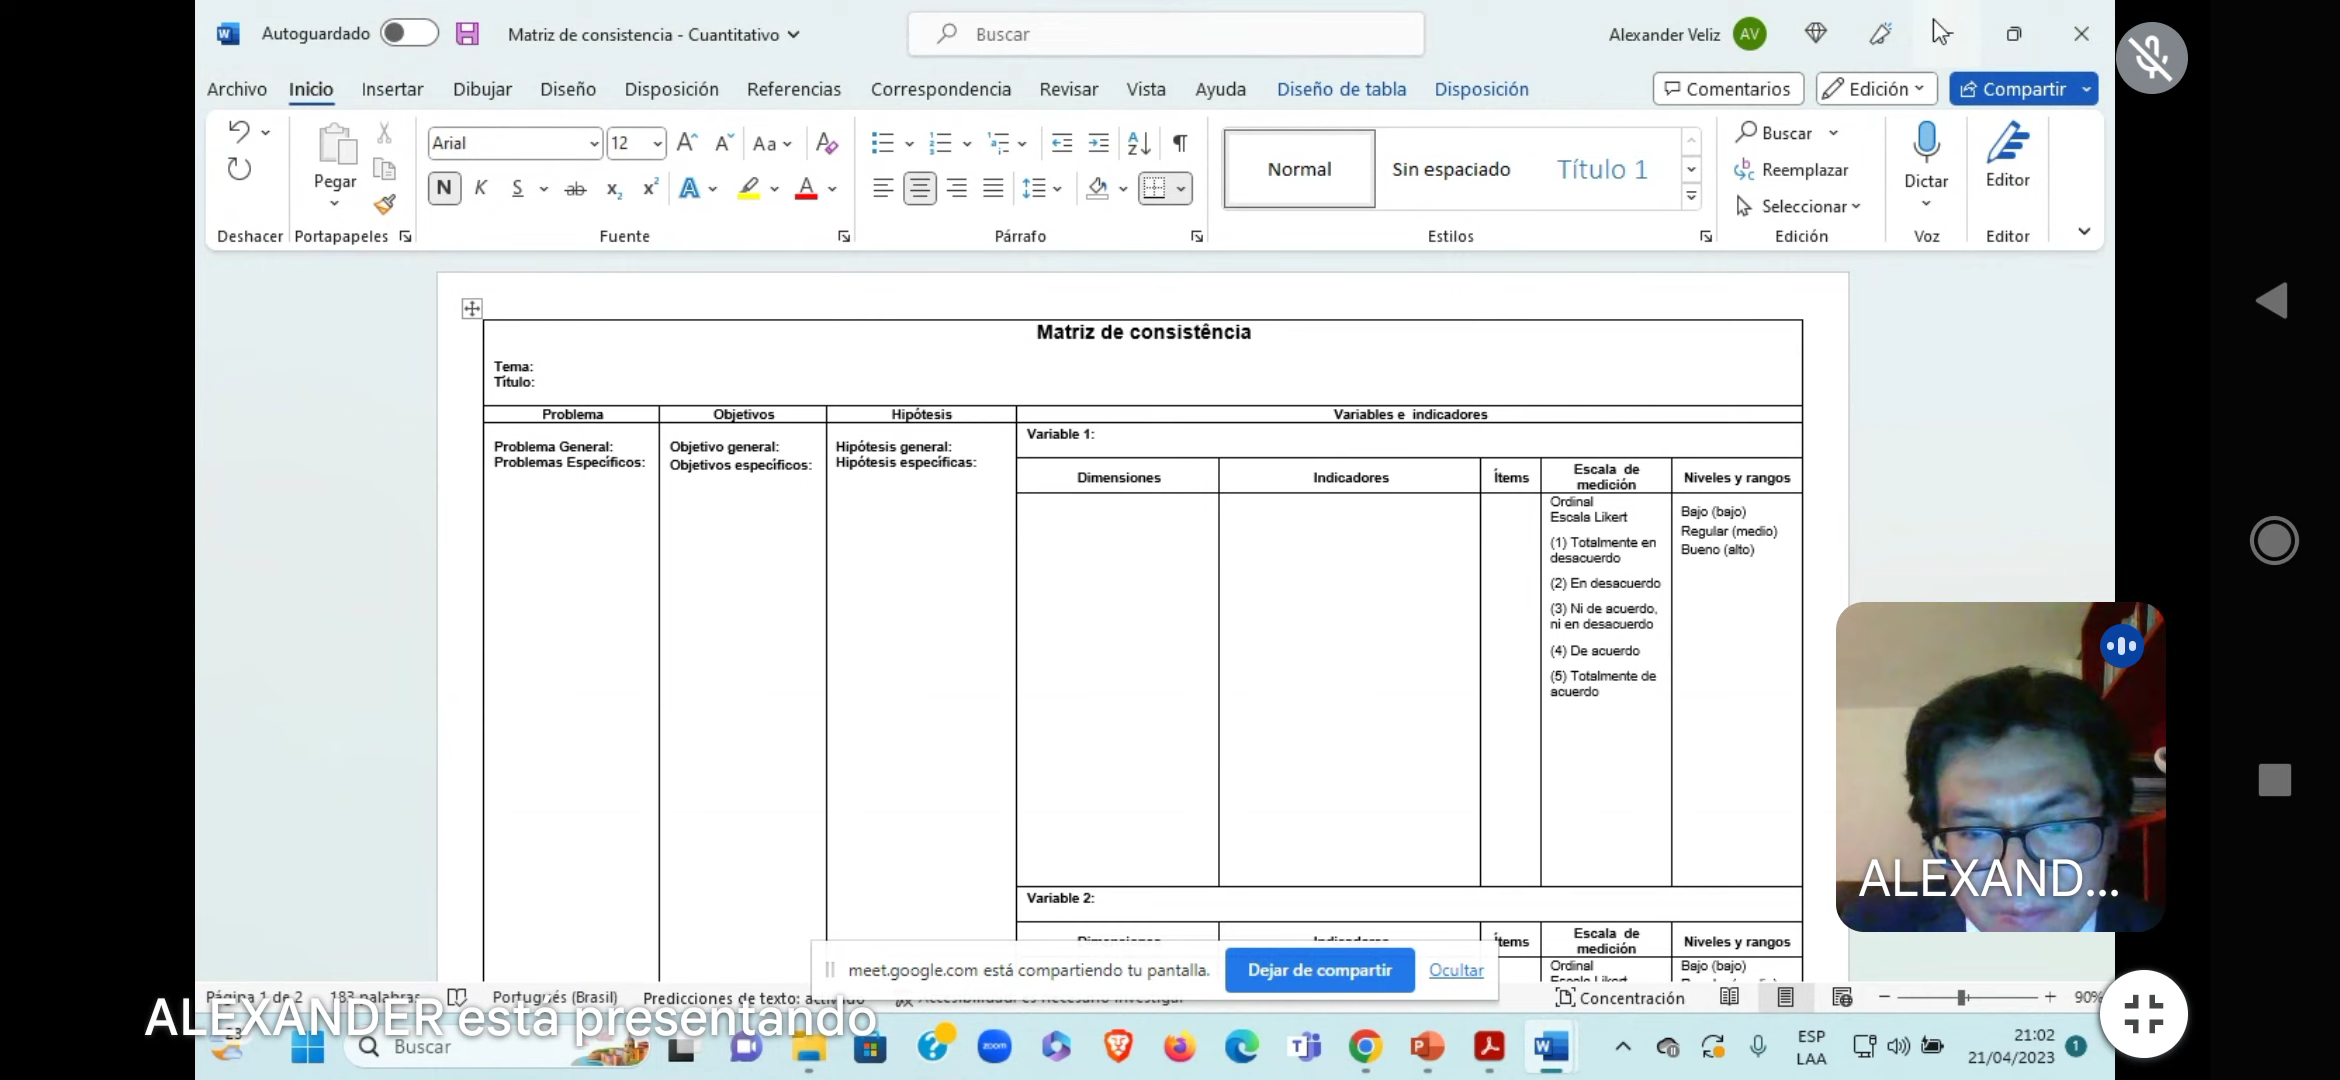 Autoguardado
Matriz de consistencia - Cuantitativo
Buscar
Alexander Veliz
AV
Archivo Inicio Insertar Dibujar Diseño Disposición Referencias Correspondencia Revisar Vista Ayuda Diseño de tabla Disposición
Comentarios Edición Compartir
Pegar
Arial 12
Normal Sin espaciado Título 1
Buscar
Reemplazar
Seleccionar
Dictar
Editor
Deshacer Portapapeles Fuente Párrafo Estilos Edición Voz Editor
Matriz de consistência
Tema:
Título:
Problema Objetivos Hipótesis Variables e indicadores
Problema General:
Problemas Específicos:
Objetivo general:
Objetivos específicos:
Hipótesis general:
Hipótesis específicas:
Variable 1:
Dimensiones Indicadores Ítems Escala de medición Niveles y rangos
Ordinal
Escala Likert
(1) Totalmente en
desacuerdo
(2) En desacuerdo
(3) Ni de acuerdo,
ni en desacuerdo
(4) De acuerdo
(5) Totalmente de
acuerdo
Bajo (bajo)
Regular (medio)
Bueno (alto)
Variable 2:
Ítems Escala de medición Niveles y rangos
Ordinal
Bajo (bajo)
meet.google.com está compartiendo tu pantalla.
Dejar de compartir
Ocultar
ALEXAND...
Página 1 de 2 183 palabras Português (Brasil) Predicciones de texto:
Concentración
90%
ALEXANDER está presentando
Buscar
zoom
ESP
LAA
21:02
21/04/2023
1